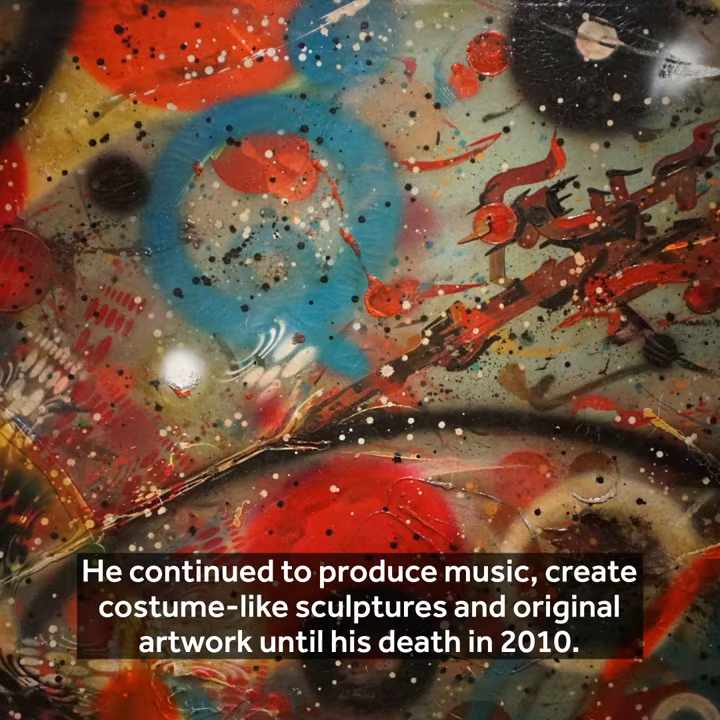 He continued to produce music, create
costume-like sculptures and original
artwork until his death in 2010.